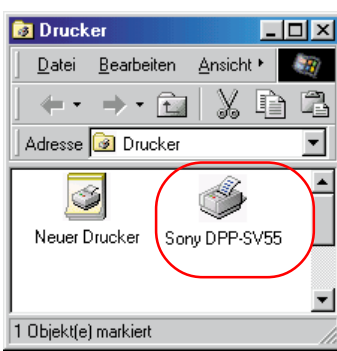 Drucker
Datei Bearbeiten Ansicht
Adresse Drucker
Neuer Drucker Sony DPP-SV55
1 Objekt(e) markiert